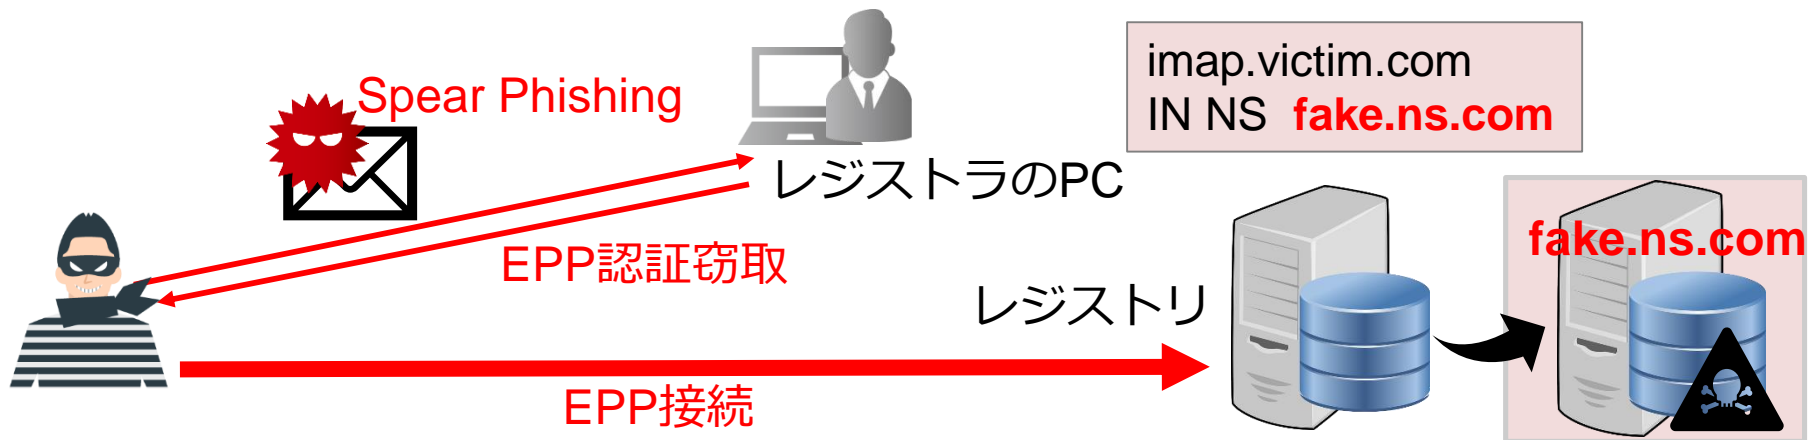 Spear Phishing
imap.victim.com
IN NS fake.ns.com
レジストラのPC
EPP認証窃取
fake.ns.com
レジストリ
EPP接続